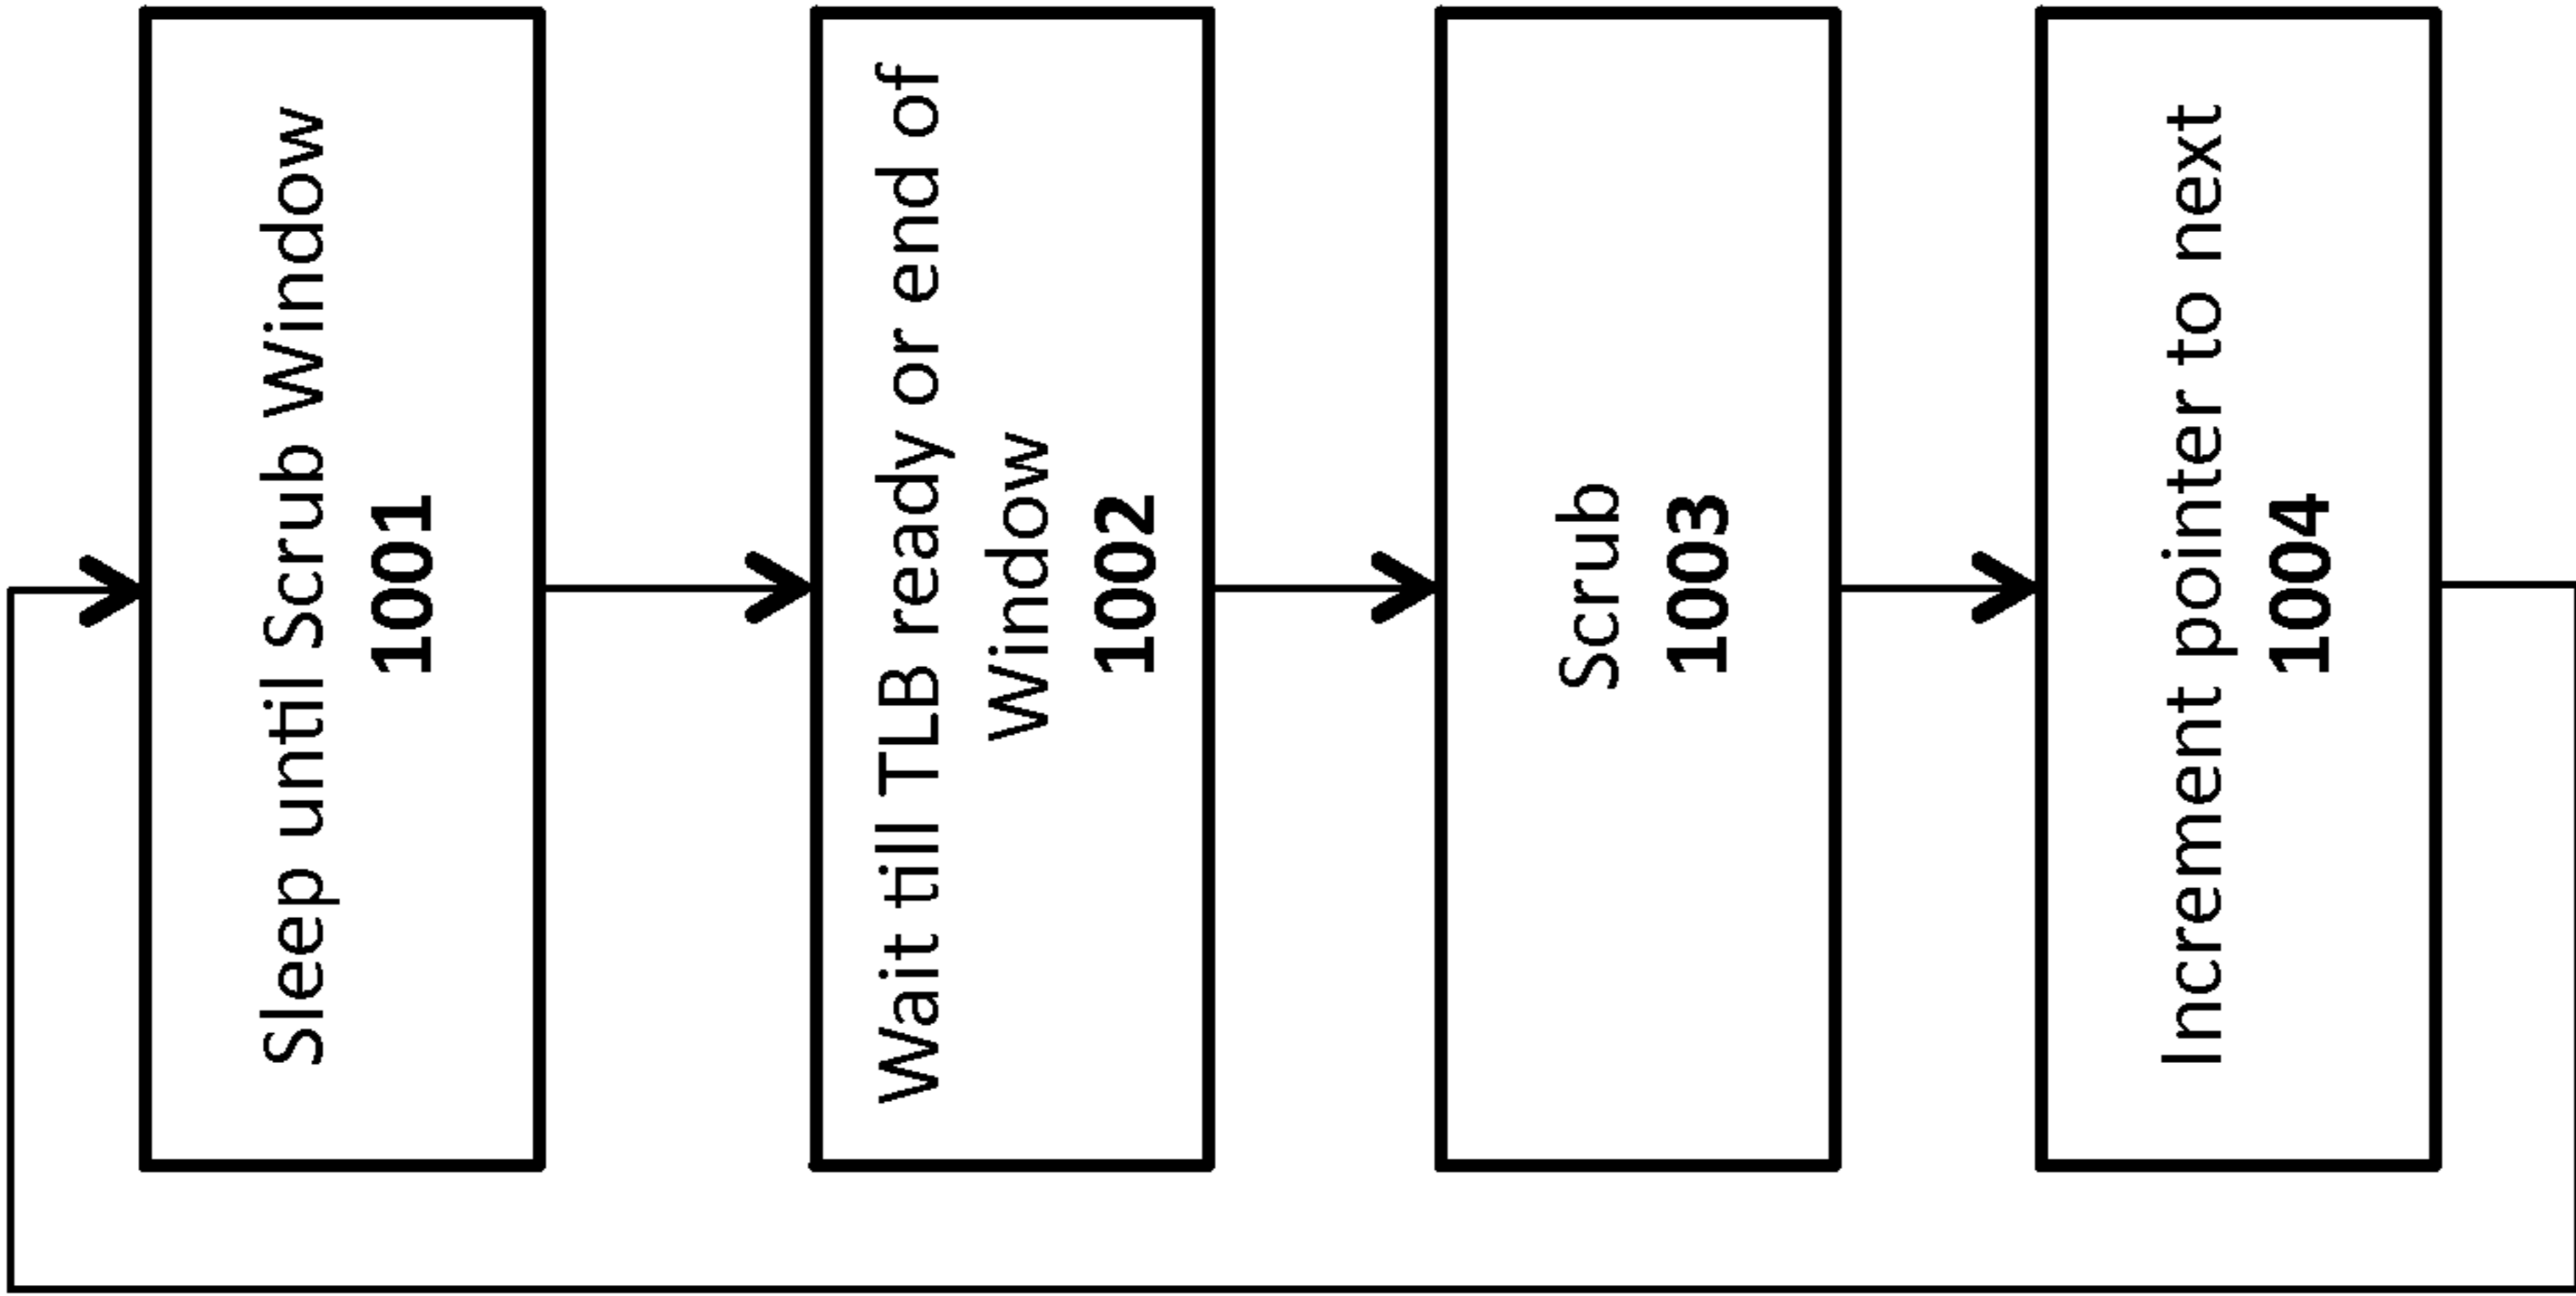 Sleep until Scrub Window
1001
Wait till TLB ready or end of
Window
1002
Scrub
1003
Increment pointer to next
1004